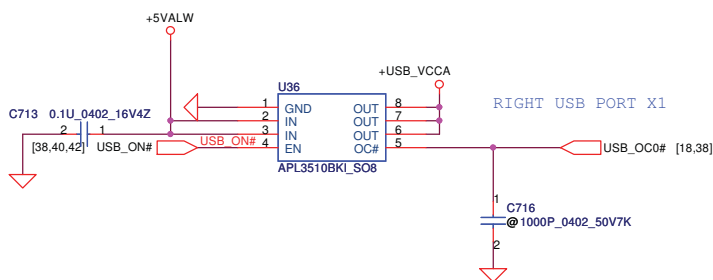 +5VALW
+USB_VCCA
U36
RIGHT USB PORT X1
C713 0.1U_0402_16V4Z
1 GND OUT 8
2 IN OUT 7
3 IN OUT 6
4 EN OC# 5
2 1
[38,40,42] USB_ON# USB_ON#
USB_OC0# [18,38]
APL3510BKI_SO8
1
C716
@ 1000P_0402_50V7K
2